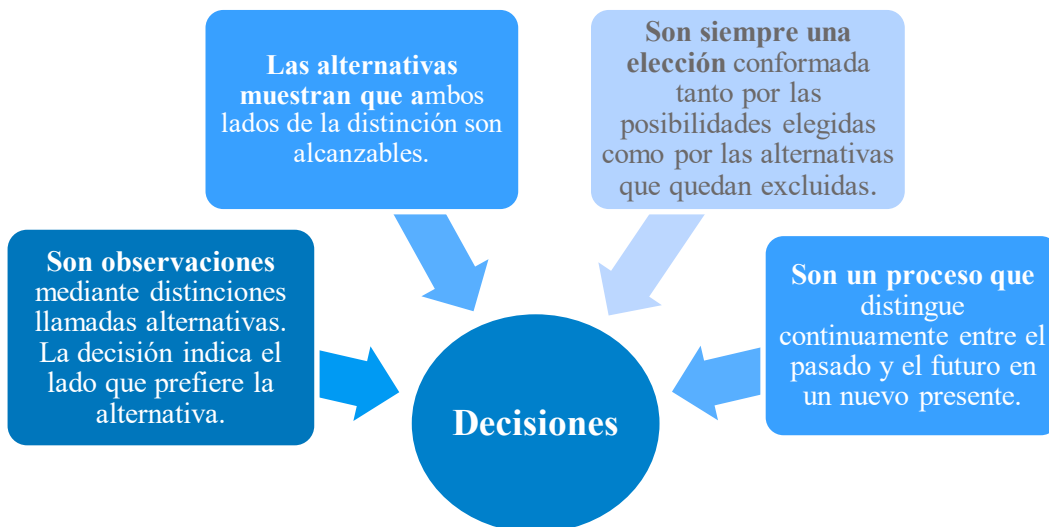 Son observaciones
mediante distinciones
llamadas alternativas.
La decisión indica el
lado que prefiere la
alternativa.
Las alternativas
muestran que ambos
lados de la distinción son
alcanzables.
Son siempre una
elección conformada
tanto por las
posibilidades elegidas
como por las alternativas
que quedan excluidas.
Son un proceso que
distingue
continuamente entre el
pasado y el futuro en
un nuevo presente.
Decisiones